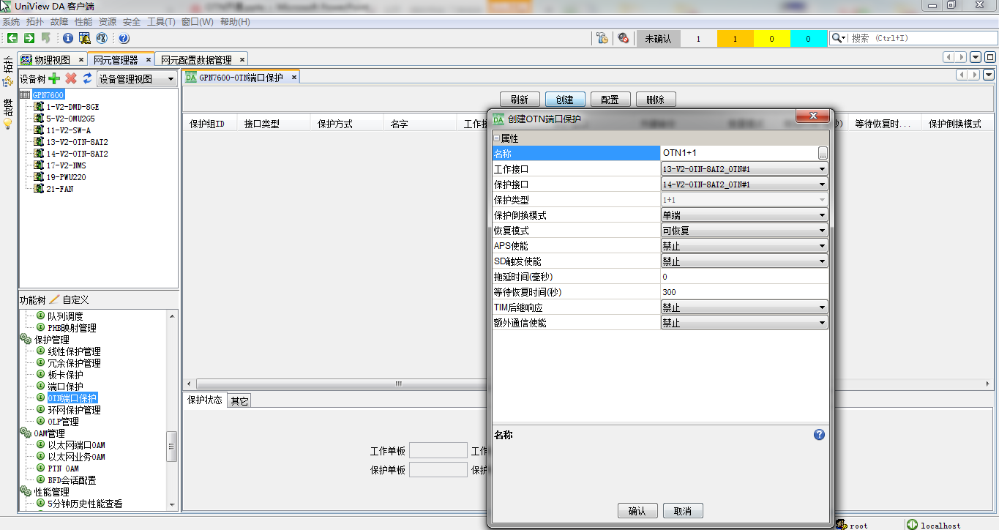 UniView DA 客户端
系统 拓扑 故障 性能 资源 安全 工具(T) 窗口(W) 帮助(H)
未确认 1 1 0 0 搜索 (Ctrl+I)
拓扑
故障
物理视图 × 网元管理器 × 网元配置数据管理 ×
设备树 设备管理视图
GPN7600
1-V2-DMD-8GE
5-V2-OMU2G5
11-V2-SW-A
13-V2-OTN-8AT2
14-V2-OTN-8AT2
17-V2-NMS
19-PWU220
21-FAN
功能树 自定义
队列调度
PHB映射管理
保护管理
线性保护管理
冗余保护管理
板卡保护
端口保护
OTN端口保护
环网保护管理
OLP管理
OAM管理
以太网端口OAM
以太网业务OAM
PTN OAM
BFD会话配置
性能管理
5分钟历史性能查看
DA GPN7600-OTN端口保护 ×
刷新 创建 配置 删除
保护组ID 接口类型 保护方式 名字 工作接 等待恢复时... 保护倒换模式
保护状态 其它
工作单板 工作
保护单板 保护
DA 创建OTN端口保护
属性
名称 OTN1+1 ...
工作接口 13-V2-OTN-8AT2_OTN#1
保护接口 14-V2-OTN-8AT2_OTN#1
保护类型 1+1
保护倒换模式 单端
恢复模式 可恢复
APS使能 禁止
SD触发使能 禁止
拖延时间(毫秒) 0
等待恢复时间(秒) 300
TIM后继响应 禁止
额外通信使能 禁止
名称
确认 取消
root localhost